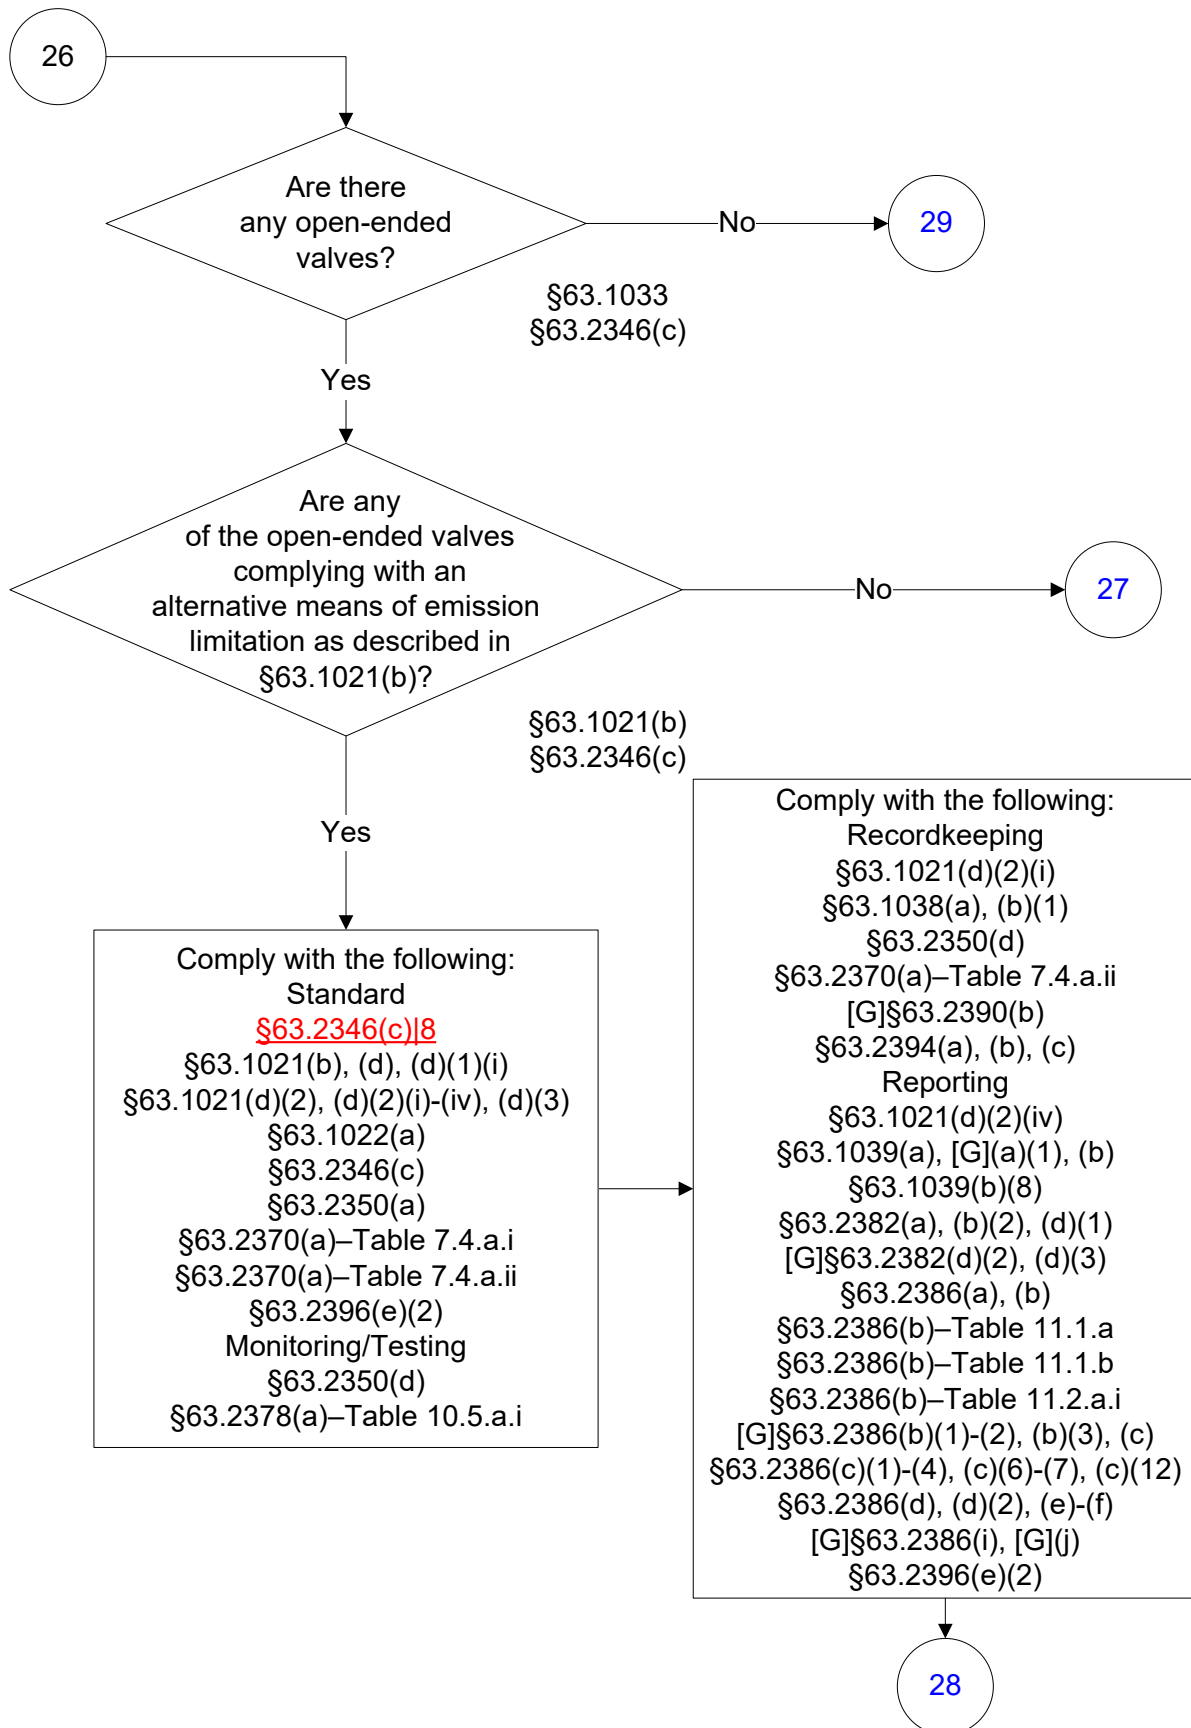 26
Are there
any open-ended
valves?
No
29
§63.1033
§63.2346(c)
Yes
Are any
of the open-ended valves
complying with an
alternative means of emission
limitation as described in
§63.1021(b)?
No
27
§63.1021(b)
§63.2346(c)
Yes
Comply with the following:
Standard
§63.2346(c)|8
§63.1021(b), (d), (d)(1)(i)
§63.1021(d)(2), (d)(2)(i)-(iv), (d)(3)
§63.1022(a)
§63.2346(c)
§63.2350(a)
§63.2370(a)–Table 7.4.a.i
§63.2370(a)–Table 7.4.a.ii
§63.2396(e)(2)
Monitoring/Testing
§63.2350(d)
§63.2378(a)–Table 10.5.a.i
Comply with the following:
Recordkeeping
§63.1021(d)(2)(i)
§63.1038(a), (b)(1)
§63.2350(d)
§63.2370(a)–Table 7.4.a.ii
[G]§63.2390(b)
§63.2394(a), (b), (c)
Reporting
§63.1021(d)(2)(iv)
§63.1039(a), [G](a)(1), (b)
§63.1039(b)(8)
§63.2382(a), (b)(2), (d)(1)
[G]§63.2382(d)(2), (d)(3)
§63.2386(a), (b)
§63.2386(b)–Table 11.1.a
§63.2386(b)–Table 11.1.b
§63.2386(b)–Table 11.2.a.i
[G]§63.2386(b)(1)-(2), (b)(3), (c)
§63.2386(c)(1)-(4), (c)(6)-(7), (c)(12)
§63.2386(d), (d)(2), (e)-(f)
[G]§63.2386(i), [G](j)
§63.2396(e)(2)
28